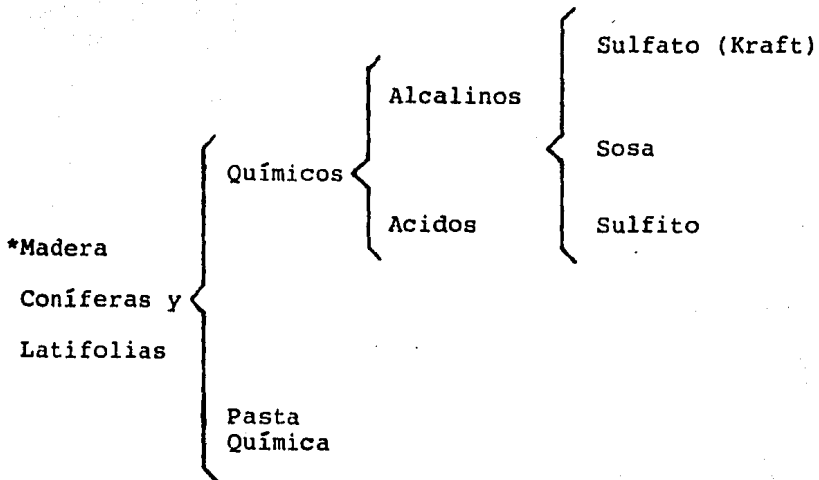 Sulfato (Kraft)
Alcalinos
Sosa
Químicos
Acidos
Sulfito
*Madera
Coníferas y
Latifolias
Pasta
Química